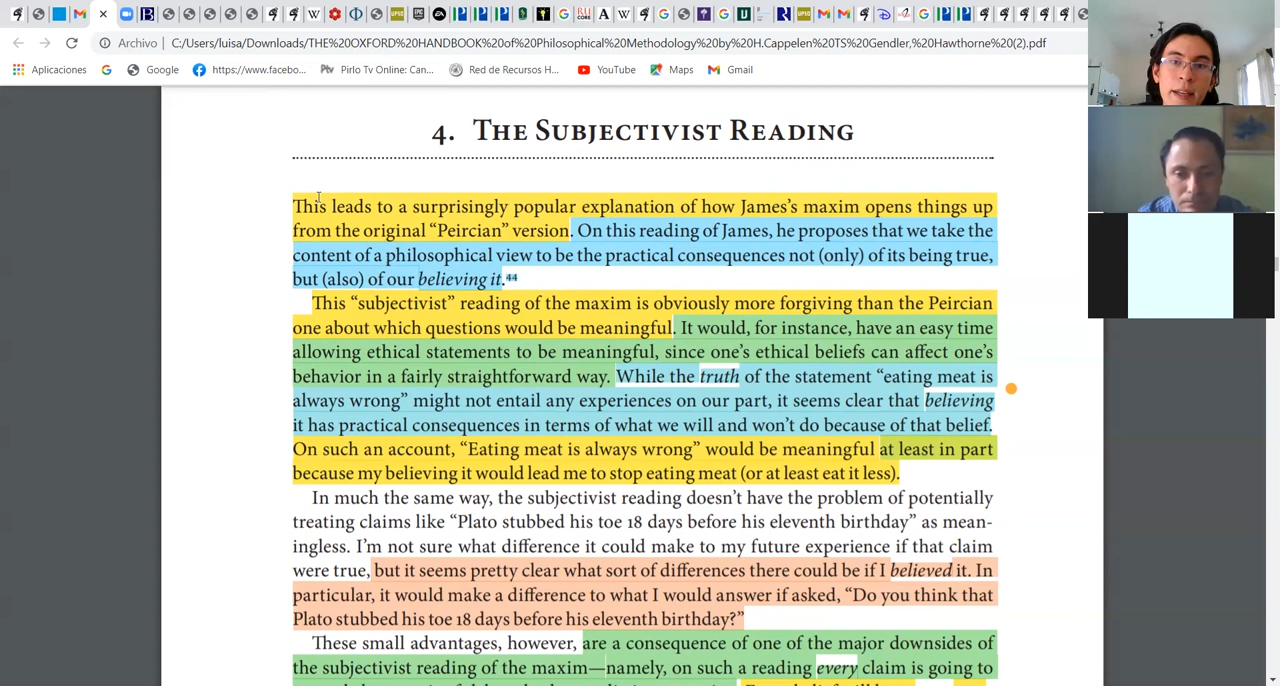 Archivo
C:/Users/luisa/Downloads/THE%20OXFORD%20HANDBOOK%20of%20Philosophical%20Methodology%20by%20H.Cappelen%20TS%20Gendler,%20Hawthorne%20(2).pdf
Aplicaciones
Google
https://www.facebo...
Pirlo Tv Online: Can...
Red de Recursos H...
YouTube
Maps
Gmail
4. The Subjectivist Reading
This leads to a surprisingly popular explanation of how James's maxim opens things up
from the original “Peircian” version. On this reading of James, he proposes that we take the
content of a philosophical view to be the practical consequences not (only) of its being true,
but (also) of our believing it.44
This “subjectivist” reading of the maxim is obviously more forgiving than the Peircian
one about which questions would be meaningful. It would, for instance, have an easy time
allowing ethical statements to be meaningful, since one's ethical beliefs can affect one's
behavior in a fairly straightforward way. While the truth of the statement “eating meat is
always wrong” might not entail any experiences on our part, it seems clear that believing
it has practical consequences in terms of what we will and won't do because of that belief.
On such an account, “Eating meat is always wrong” would be meaningful at least in part
because my believing it would lead me to stop eating meat (or at least eat it less).
In much the same way, the subjectivist reading doesn't have the problem of potentially
treating claims like “Plato stubbed his toe 18 days before his eleventh birthday” as mean-
ingless. I'm not sure what difference it could make to my future experience if that claim
were true, but it seems pretty clear what sort of differences there could be if I believed it. In
particular, it would make a difference to what I would answer if asked, “Do you think that
Plato stubbed his toe 18 days before his eleventh birthday?”
These small advantages, however, are a consequence of one of the major downsides of
the subjectivist reading of the maxim—namely, on such a reading every claim is going to